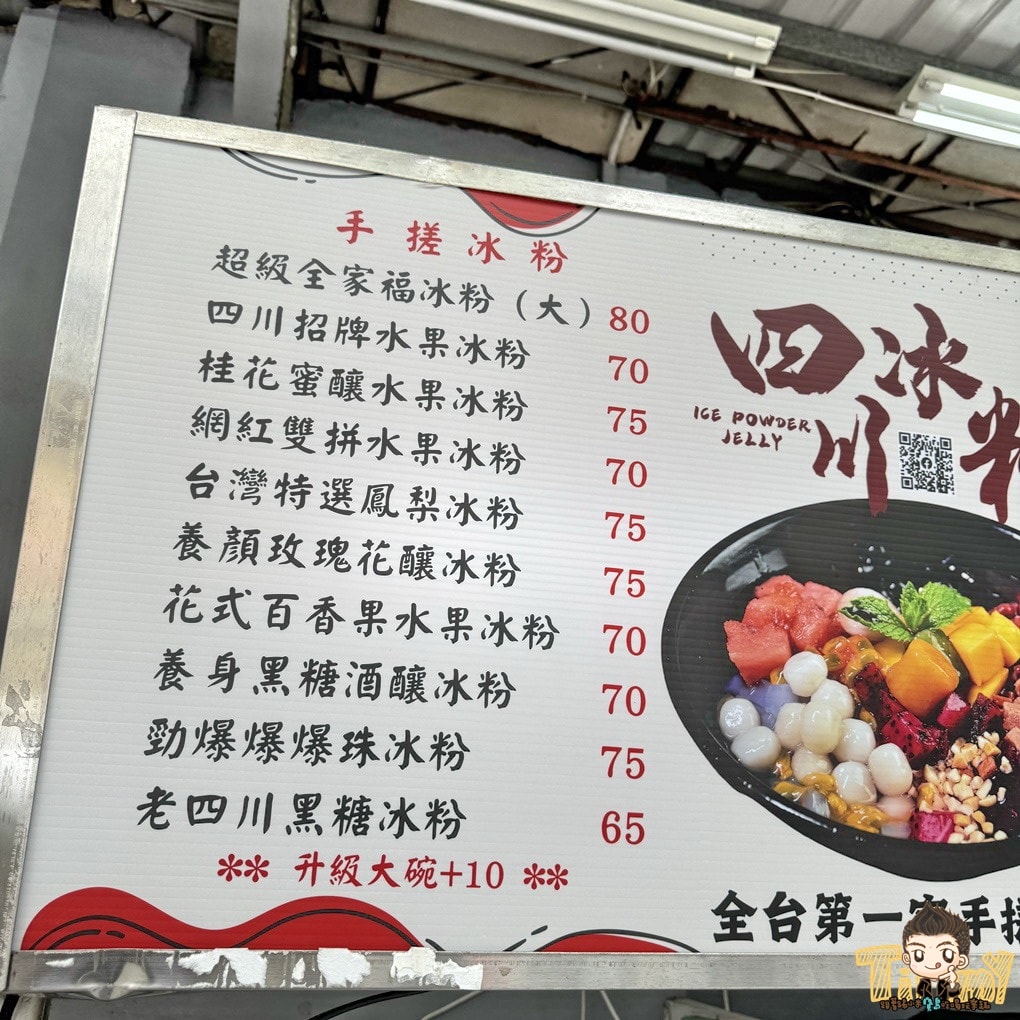 手搓冰粉
超級全家福冰粉（大） 80
四川招牌水果冰粉 70
桂花蜜釀水果冰粉 75
網紅雙拼水果冰粉 70
台灣特選鳳梨冰粉 75
養顏玫瑰花釀冰粉 75
花式百香果水果冰粉 70
養身黑糖酒釀冰粉 70
勁爆爆爆珠冰粉 75
老四川黑糖冰粉 65
** 升級大碗+10 **
四川冰粉
ICE POWDER
JELLY
全台第一家手搓